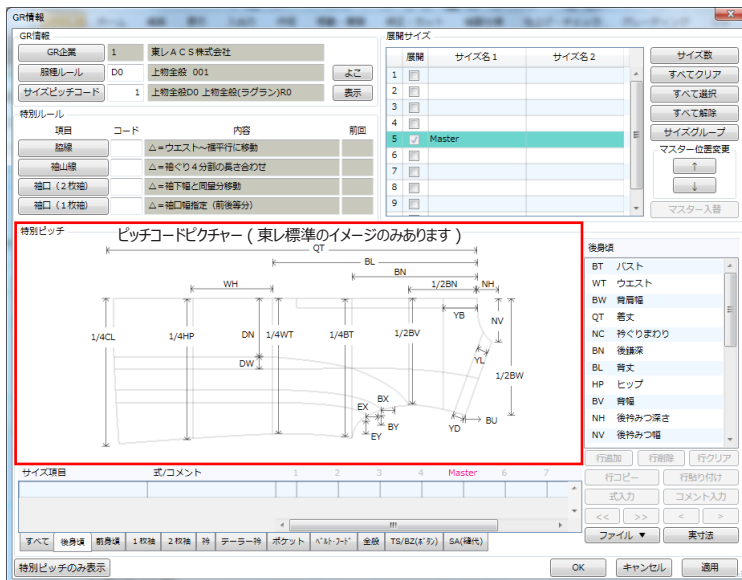 GR情報
GR情報
GR企業 1 東レACS株式会社
服種ルール D0 上物全般 001 よこ
サイズピッチコード 1 上物全般D0 上物全般(ラグラン)R0 表示
特別ルール
項目 コード 内容 前回
脇線 △=ウエスト~裾平行に移動
袖山線 △=袖ぐり4分割の長さ合わせ
袖口(2枚袖) △=袖下幅と同量分移動
袖口(1枚袖) △=袖口幅指定(前後等分)
展開サイズ
展開 サイズ名1 サイズ名2
1
2
3
4
5 Master
6
7
8
9
サイズ数
すべてクリア
すべて選択
すべて解除
サイズグループ
マスター位置変更
↑
↓
マスター入替
特別ピッチ
ピッチコードピクチャー(東レ標準のイメージのみあります)
QT
BL
BN
WH 1/2BN NH
YB NV
1/4CL 1/4HP DN 1/4WT 1/4BT 1/2BV
DW YL
1/2BW
BX
EX
BY YD BU
EY
後身頃
BT バスト
WT ウエスト
BW 背肩幅
QT 着丈
NC 衿ぐりまわり
BN 後鎌深
BL 背丈
HP ヒップ
BV 背幅
NH 後衿みつ深さ
NV 後衿みつ幅
行追加 行削除 行クリア
行コピー 行貼り付け
式入力 コメント入力
<< >> < >
ファイル ▼ 実寸法
サイズ項目 式/コメント 1 2 3 4 Master 6 7
すべて 後身頃 前身頃 1枚袖 2枚袖 衿 テーラー衿 ポケット ベルト・フード 全般 TS/BZ(ボタン) SA(縫代)
特別ピッチのみ表示 OK キャンセル 適用